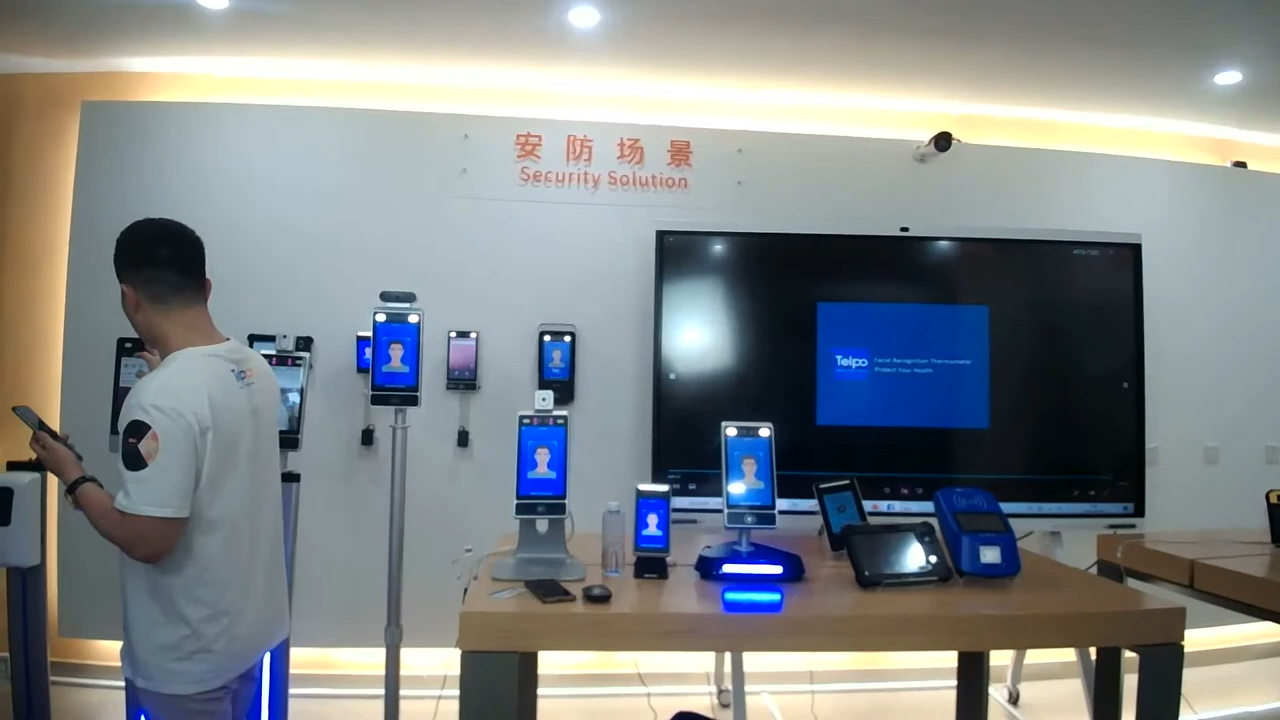 安防场景
Security Solution
Telpo
Facial Recognition Thermometer
Protect Your Health